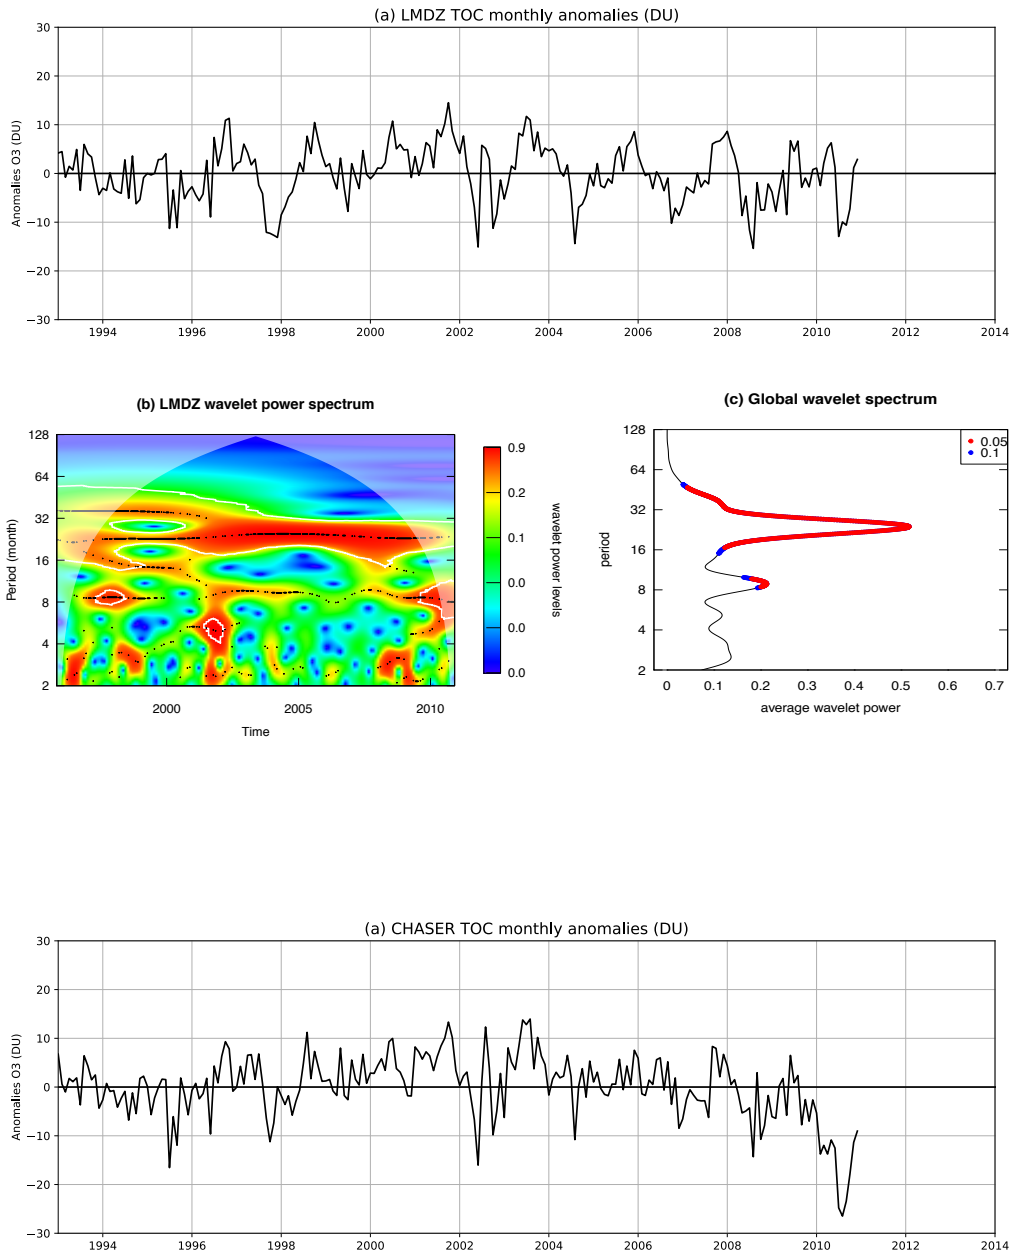 (a) LMDZ TOC monthly anomalies (DU)
30
20
10
0
−10
−20
−30
Anomalies O3 (DU)
1994 1996 1998 2000 2002 2004 2006 2008 2010 2012 2014
(b) LMDZ wavelet power spectrum
128
64
32
16
8
4
2
Period (month)
2000 2005 2010
Time
0.9
0.2
0.1
0.0
0.0
0.0
wavelet power levels
(c) Global wavelet spectrum
128
64
32
16
8
4
2
period
0.05
0.1
0 0.1 0.2 0.3 0.4 0.5 0.6 0.7
average wavelet power
(a) CHASER TOC monthly anomalies (DU)
30
20
10
0
−10
−20
−30
Anomalies O3 (DU)
1994 1996 1998 2000 2002 2004 2006 2008 2010 2012 2014